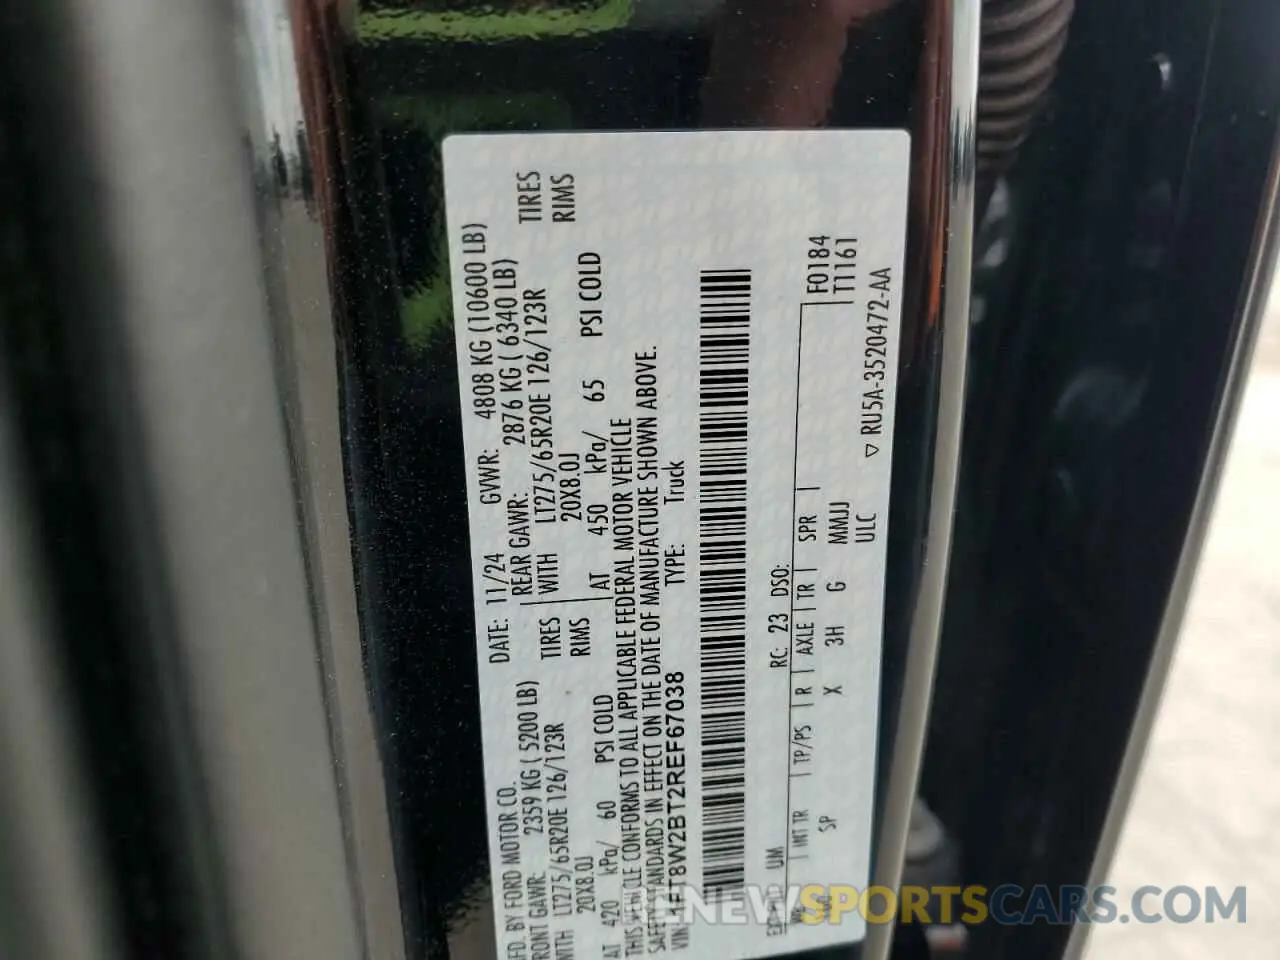 MFD. BY FORD MOTOR CO. DATE: 11/24 GVWR: 4808 KG (10600 LB)
FRONT GAWR: 2359 KG ( 5200 LB) REAR GAWR: 2876 KG ( 6340 LB)
WITH LT275/65R20E 126/123R TIRES WITH LT275/65R20E 126/123R TIRES
20X8.0J RIMS 20X8.0J RIMS
AT 420 kPa/ 60 PSI COLD AT 450 kPa/ 65 PSI COLD
THIS VEHICLE CONFORMS TO ALL APPLICABLE FEDERAL MOTOR VEHICLE
SAFETY STANDARDS IN EFFECT ON THE DATE OF MANUFACTURE SHOWN ABOVE.
VIN: 1FT8W2BT2REF67038 TYPE: Truck
EXT PNT: UM RC: 23 DSO:
WB INT TR TP/PS R AXLE TR SPR F0184
SP X 3H G MMJJ T1161
ULC ▽ RU5A-3520472-AA
RENEWSPORTSCARS.COM